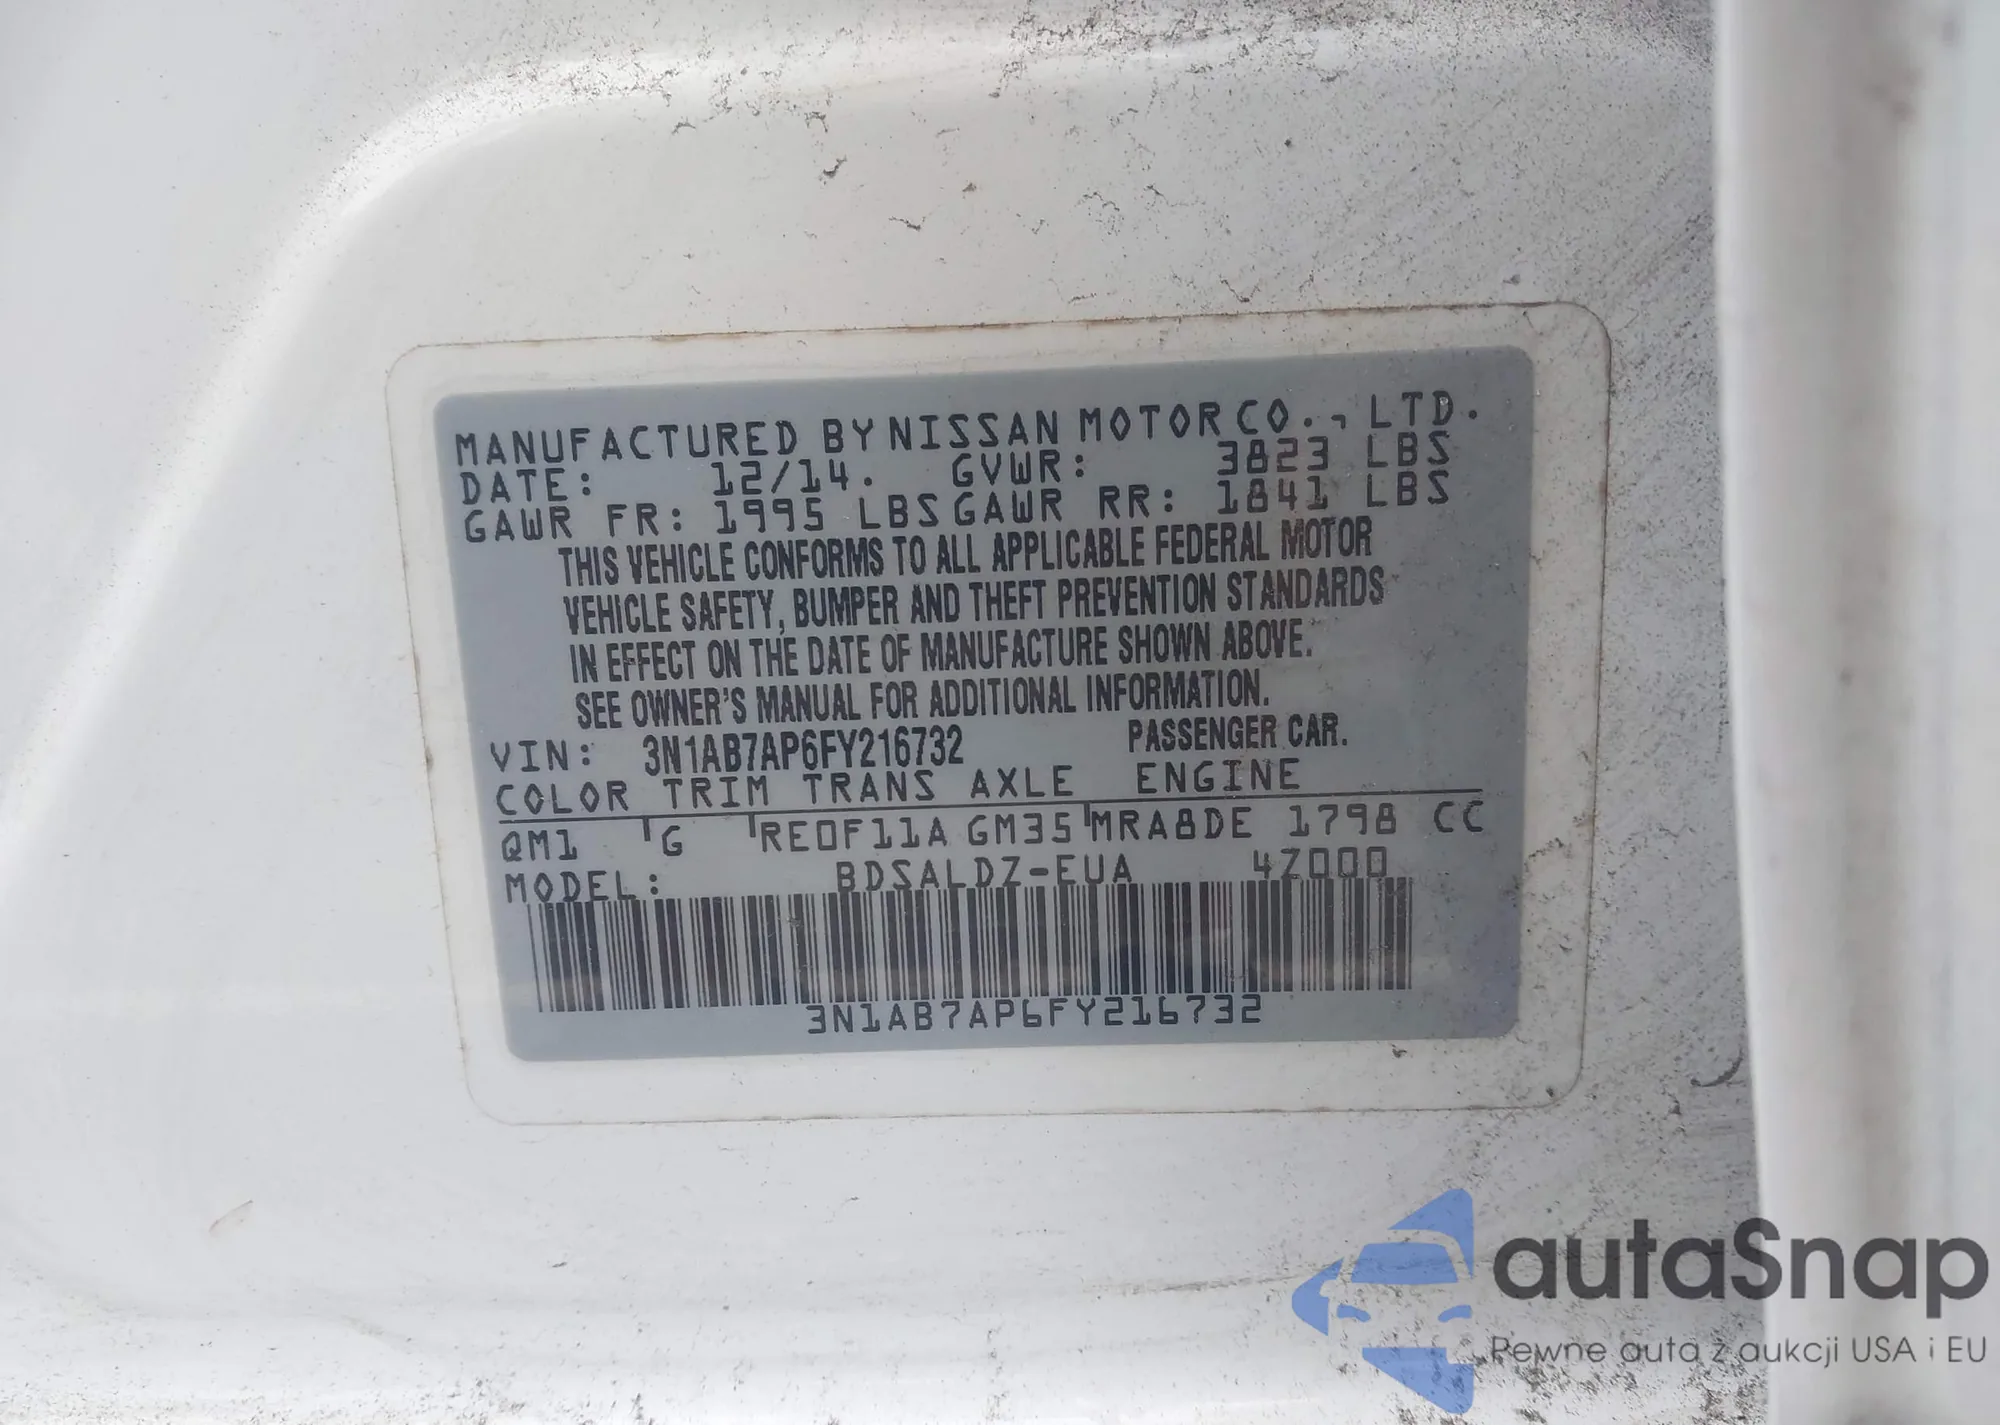 MANUFACTURED BY NISSAN MOTOR CO., LTD.
DATE: 12/14. GVWR: 3823 LBS
GAWR FR: 1995 LBS GAWR RR: 1841 LBS
THIS VEHICLE CONFORMS TO ALL APPLICABLE FEDERAL MOTOR
VEHICLE SAFETY, BUMPER AND THEFT PREVENTION STANDARDS
IN EFFECT ON THE DATE OF MANUFACTURE SHOWN ABOVE.
SEE OWNER'S MANUAL FOR ADDITIONAL INFORMATION.
VIN: 3N1AB7AP6FY216732 PASSENGER CAR.
COLOR TRIM TRANS AXLE ENGINE
QM1 G RE0F11A GM35 MRA8DE 1798 CC
MODEL: BDSALDZ-EUA 4Z000
3N1AB7AP6FY216732
autaSnap
Pewne auta z aukcji USA i EU